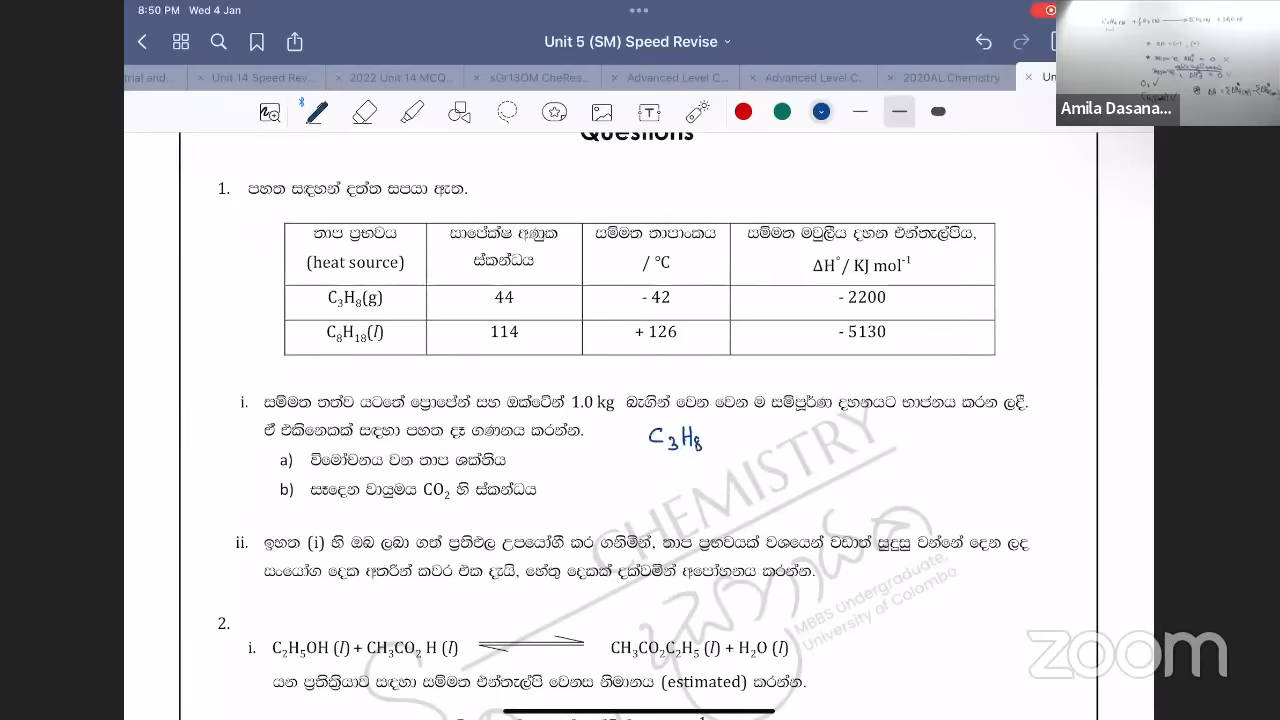 8:50 PM Wed 4 Jan
Unit 5 (SM) Speed Revise
trial and...
Unit 14 Speed Rev...
2022 Unit 14 MCQ...
sCHEBOM CheRes...
Advanced Level C...
Advanced Level C...
2020AL Chemistry
Un
Amila Dasana...
Questions
1. පහත සඳහන් දත්ත සපයා ඇත.
තාප ප්‍රභවය (heat source)
සාපේක්ෂ අණුක ස්කන්ධය
සම්මත තාපාංකය / °C
සම්මත මවුලීය දහන එන්තැල්පිය, ΔH°/ KJ mol⁻¹
C₃H₈(g) 44 - 42 - 2200
C₈H₁₈(l) 114 + 126 - 5130
i. සම්මත තත්ව යටතේ ප්‍රොපේන් සහ ඔක්ටේන් 1.0 kg බැගින් වෙන වෙන ම සම්පූර්ණ දහනයට භාජනය කරන ලදී.
ඒ එකිනෙකක් සඳහා පහත දෑ ගණනය කරන්න.
C₃H₈
a) විමෝචනය වන තාප ශක්තිය
b) සෑදෙන වායුමය CO₂ හි ස්කන්ධය
CHEMISTRY
ii. ඉහත (i) හි ඔබ ලබා ගත් ප්‍රතිඵල උපයෝගී කර ගනිමින්, තාප ප්‍රභවයක් වශයෙන් වඩාත් සුදුසු වන්නේ දෙන ලද
සංයෝග දෙක අතරින් කවර එක දැයි, හේතු දෙකක් දක්වමින් අපෝහනය කරන්න.
MBBS Undergraduate,
University of Colombo
2.
i. C₂H₅OH (l) + CH₃CO₂ H (l) ⇌ CH₃CO₂C₂H₅ (l) + H₂O (l)
යන ප්‍රතික්‍රියාව සඳහා සම්මත එන්තැල්පි වෙනස නිමානය (estimated) කරන්න.
zoom